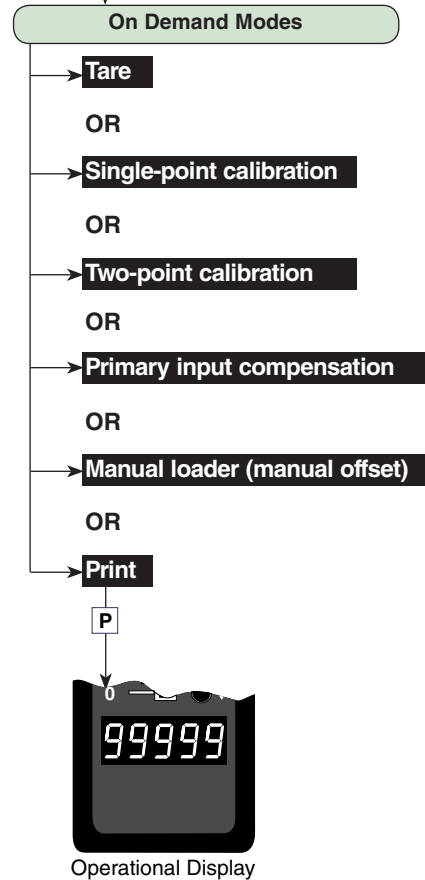 On Demand Modes
Tare
OR
Single-point calibration
OR
Two-point calibration
OR
Primary input compensation
OR
Manual loader (manual offset)
OR
Print
P
0
99999
Operational Display